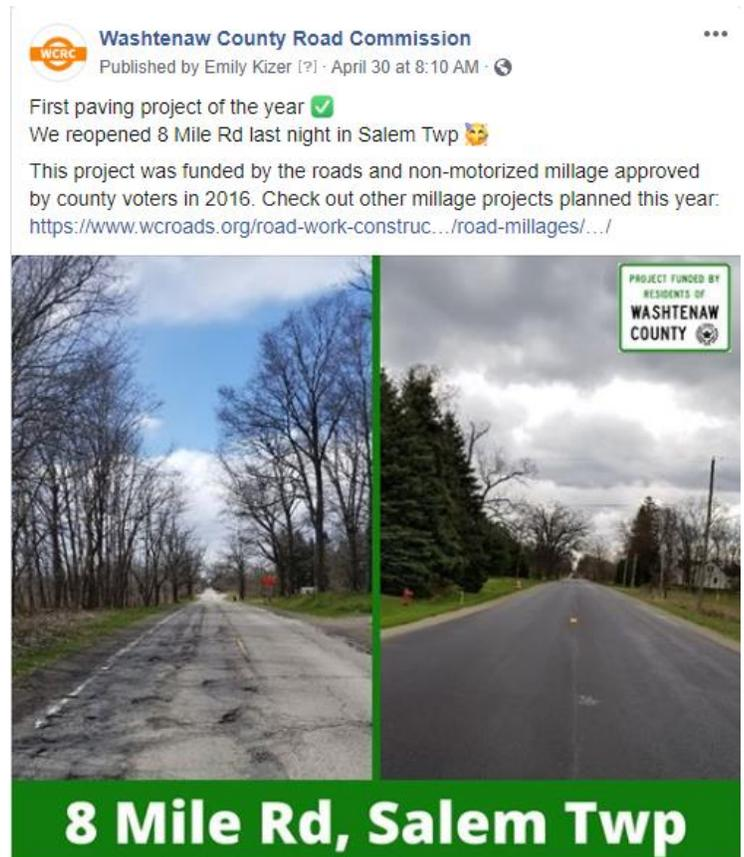 WCRC
Washtenaw County Road Commission
Published by Emily Kizer [?] · April 30 at 8:10 AM ·
First paving project of the year ✅
We reopened 8 Mile Rd last night in Salem Twp 🥳
This project was funded by the roads and non-motorized millage approved
by county voters in 2016. Check out other millage projects planned this year:
https://www.wcroads.org/road-work-construc…/road-millages/…/
PROJECT FUNDED BY
RESIDENTS OF
WASHTENAW
COUNTY
8 Mile Rd, Salem Twp